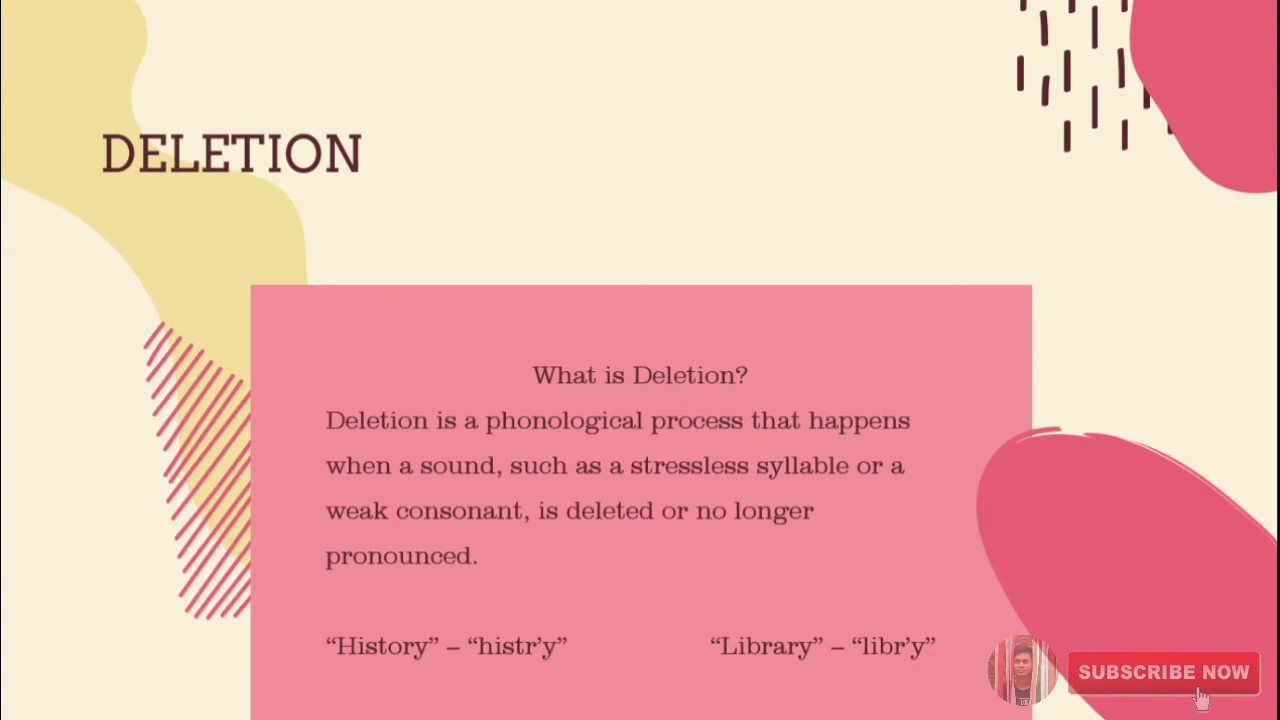 DELETION
What is Deletion?
Deletion is a phonological process that happens
when a sound, such as a stressless syllable or a
weak consonant, is deleted or no longer
pronounced.
“History” – “histr’y”
“Library” – “libr’y”
SUBSCRIBE NOW